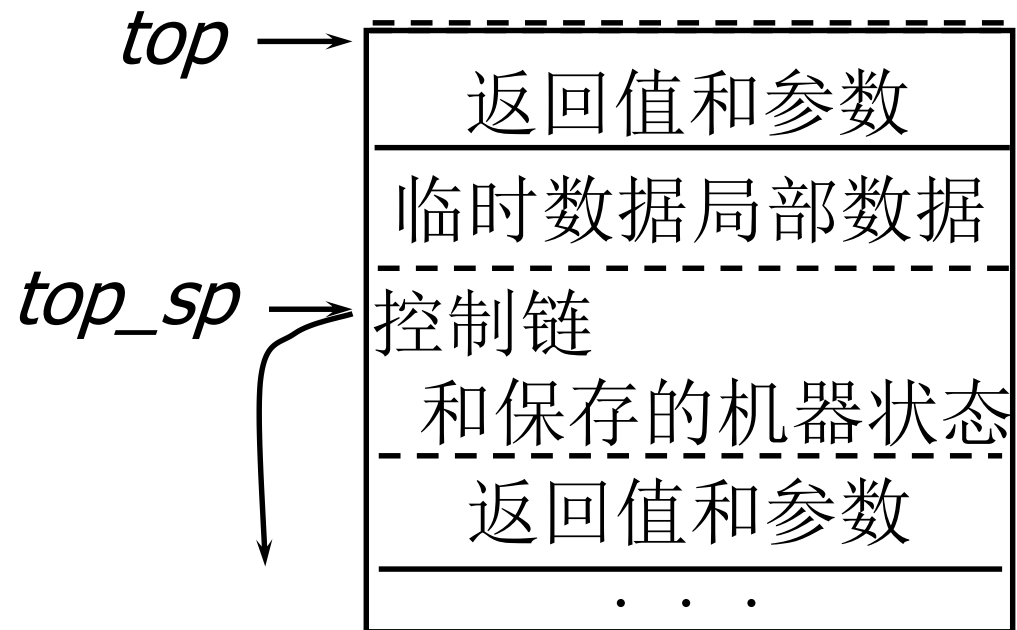 top
返回值和参数
临时数据局部数据
top_sp
控制链
和保存的机器状态
返回值和参数
. . .